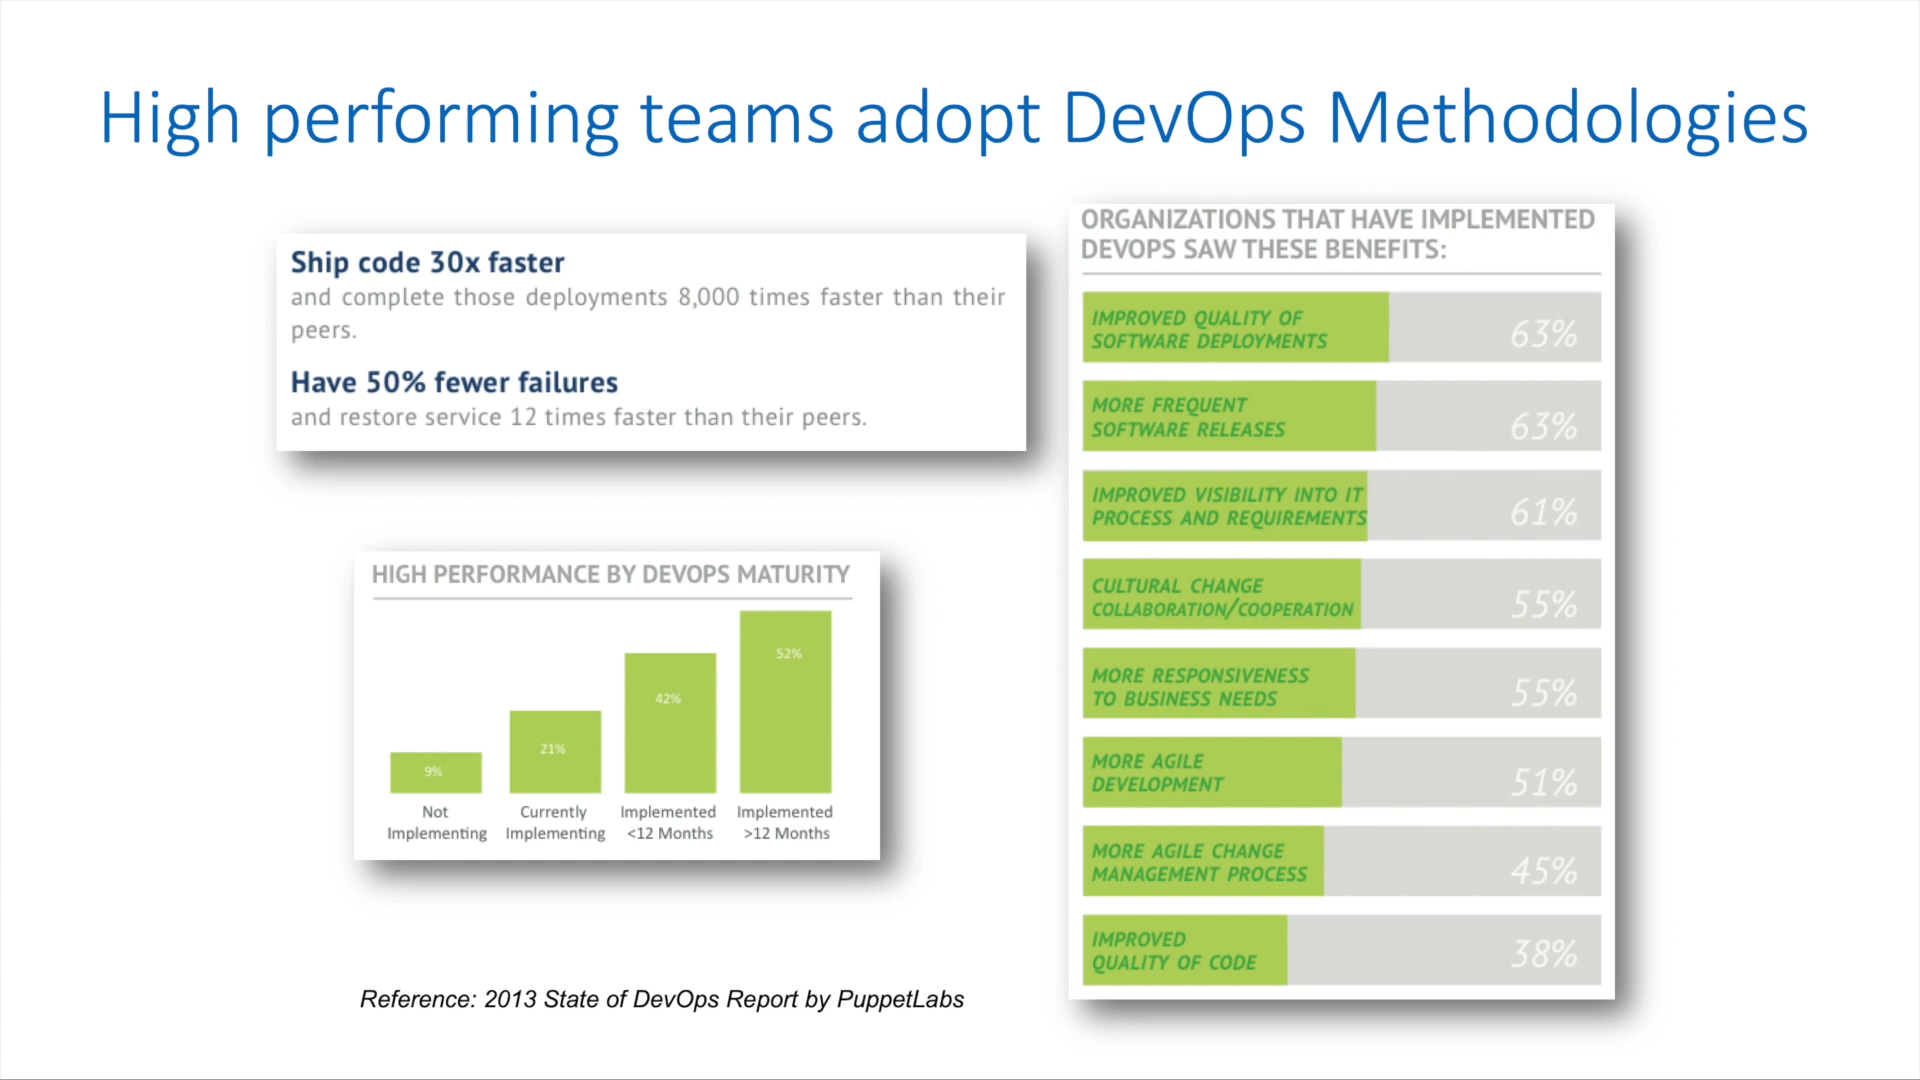 High performing teams adopt DevOps Methodologies
Ship code 30x faster
and complete those deployments 8,000 times faster than their
peers.
Have 50% fewer failures
and restore service 12 times faster than their peers.
HIGH PERFORMANCE BY DEVOPS MATURITY
9%
21%
42%
52%
Not
Implementing
Currently
Implementing
Implemented
<12 Months
Implemented
>12 Months
Reference: 2013 State of DevOps Report by PuppetLabs
ORGANIZATIONS THAT HAVE IMPLEMENTED
DEVOPS SAW THESE BENEFITS:
IMPROVED QUALITY OF
SOFTWARE DEPLOYMENTS
63%
MORE FREQUENT
SOFTWARE RELEASES
63%
IMPROVED VISIBILITY INTO IT
PROCESS AND REQUIREMENTS
61%
CULTURAL CHANGE
COLLABORATION/COOPERATION
55%
MORE RESPONSIVENESS
TO BUSINESS NEEDS
55%
MORE AGILE
DEVELOPMENT
51%
MORE AGILE CHANGE
MANAGEMENT PROCESS
45%
IMPROVED
QUALITY OF CODE
38%